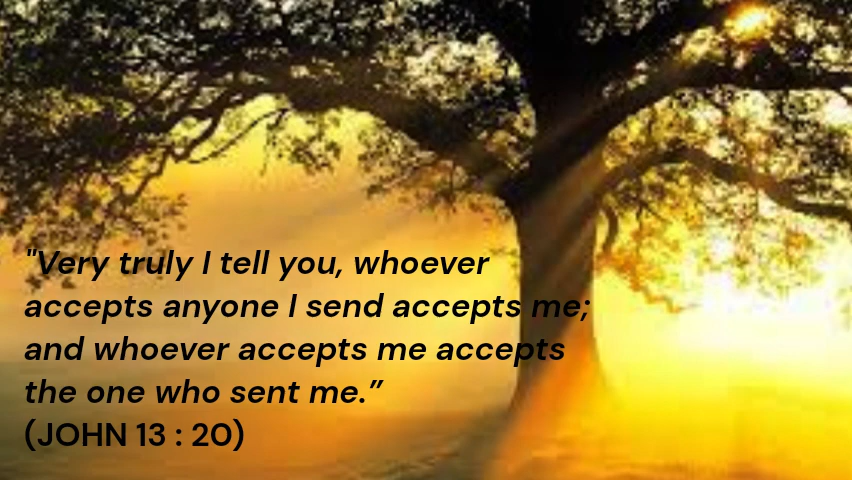 "Very truly I tell you, whoever
accepts anyone I send accepts me;
and whoever accepts me accepts
the one who sent me.”
(JOHN 13 : 20)